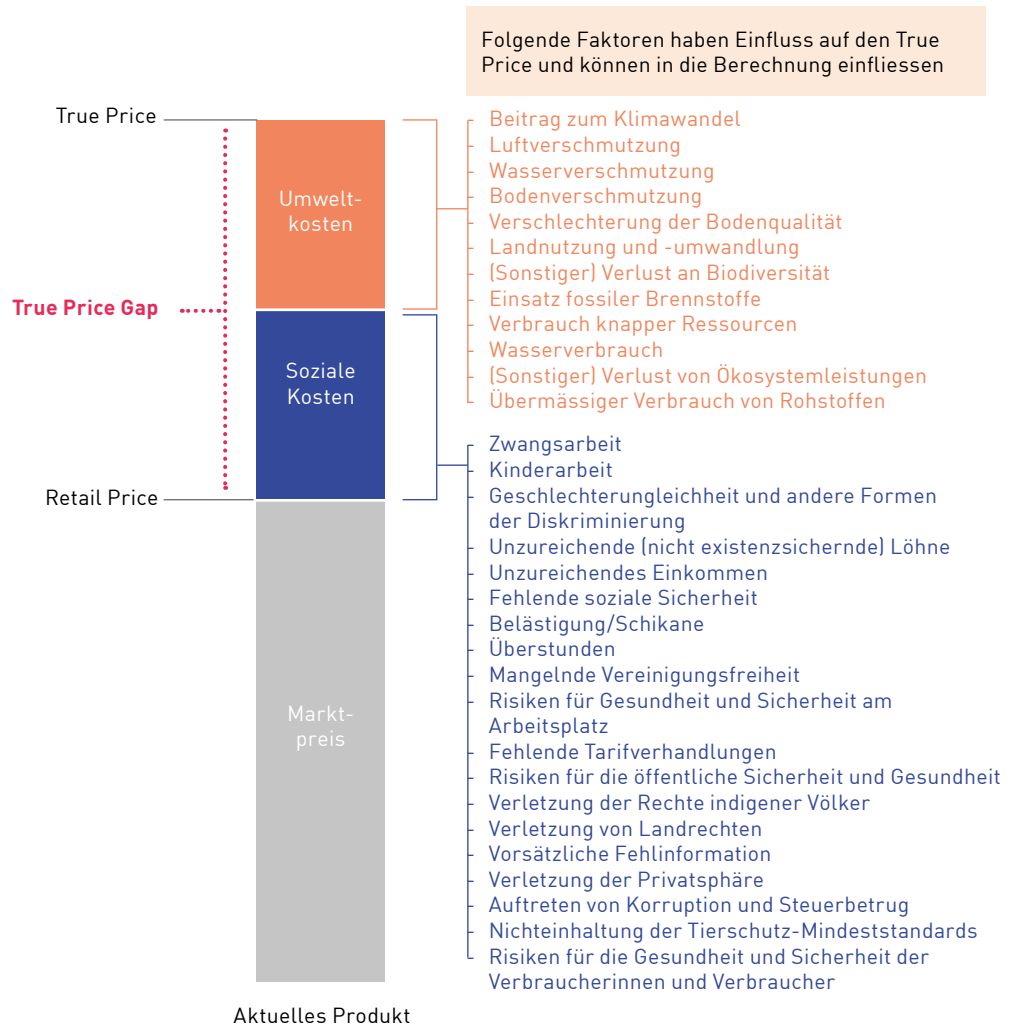 Folgende Faktoren haben Einfluss auf den True
Price und können in die Berechnung einfliessen
True Price
Umwelt-
kosten
True Price Gap
Soziale
Kosten
Retail Price
Markt-
preis
Aktuelles Produkt
Beitrag zum Klimawandel
Luftverschmutzung
Wasserverschmutzung
Bodenverschmutzung
Verschlechterung der Bodenqualität
Landnutzung und -umwandlung
(Sonstiger) Verlust an Biodiversität
Einsatz fossiler Brennstoffe
Verbrauch knapper Ressourcen
Wasserverbrauch
(Sonstiger) Verlust von Ökosystemleistungen
Übermässiger Verbrauch von Rohstoffen
Zwangsarbeit
Kinderarbeit
Geschlechterungleichheit und andere Formen
der Diskriminierung
Unzureichende (nicht existenzsichernde) Löhne
Unzureichendes Einkommen
Fehlende soziale Sicherheit
Belästigung/Schikane
Überstunden
Mangelnde Vereinigungsfreiheit
Risiken für Gesundheit und Sicherheit am
Arbeitsplatz
Fehlende Tarifverhandlungen
Risiken für die öffentliche Sicherheit und Gesundheit
Verletzung der Rechte indigener Völker
Verletzung von Landrechten
Vorsätzliche Fehlinformation
Verletzung der Privatsphäre
Auftreten von Korruption und Steuerbetrug
Nichteinhaltung der Tierschutz-Mindeststandards
Risiken für die Gesundheit und Sicherheit der
Verbraucherinnen und Verbraucher